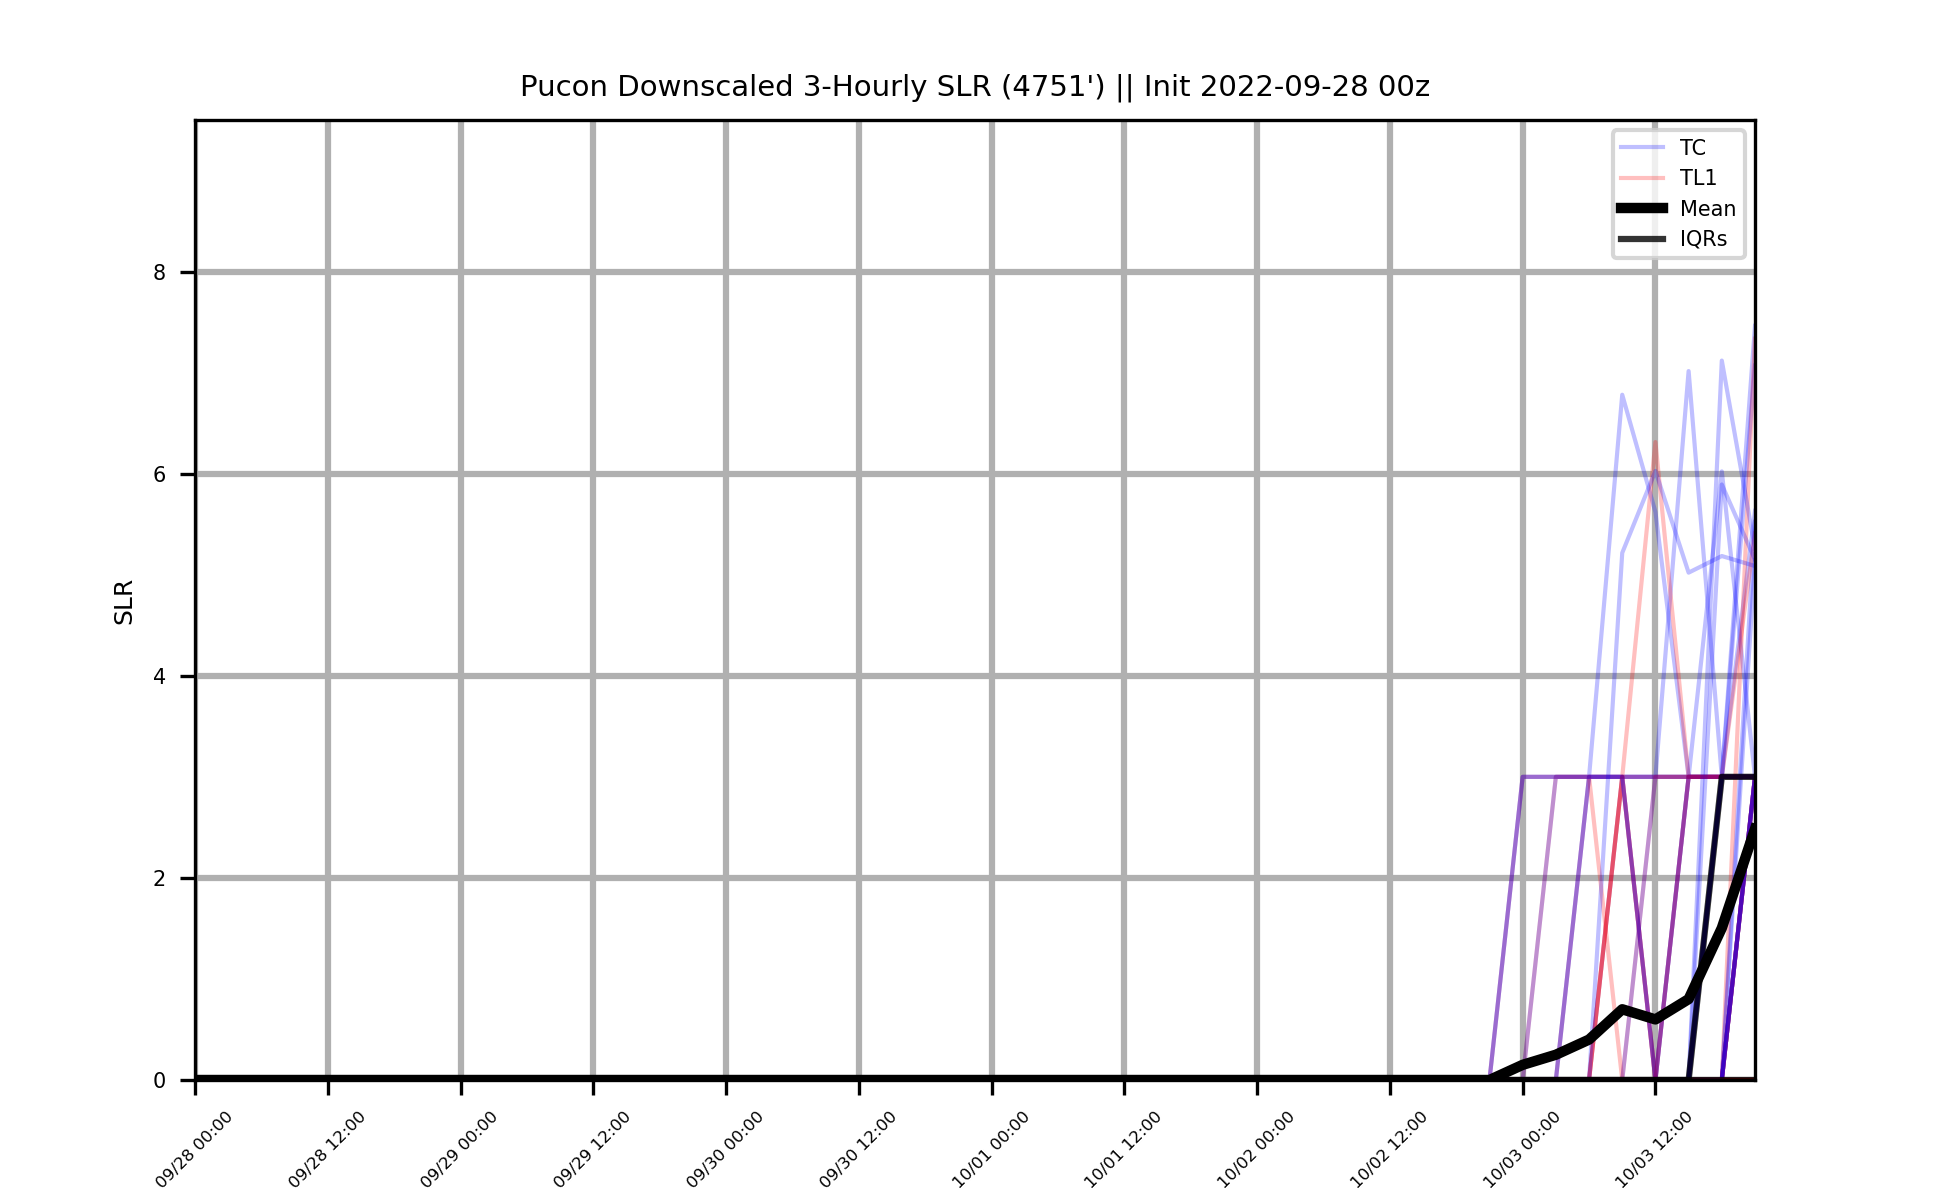 Pucon Downscaled 3-Hourly SLR (4751') || Init 2022-09-28 00z
TC
TL1
Mean
IQRs
SLR
8
6
4
2
0
09/28 00:00
09/28 12:00
09/29 00:00
09/29 12:00
09/30 00:00
09/30 12:00
10/01 00:00
10/01 12:00
10/02 00:00
10/02 12:00
10/03 00:00
10/03 12:00